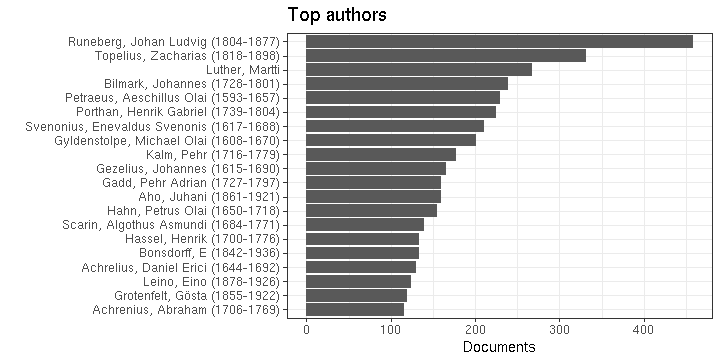 Top authors
Runeberg, Johan Ludvig (1804-1877)
Topelius, Zacharias (1818-1898)
Luther, Martti
Bilmark, Johannes (1728-1801)
Petraeus, Aeschillus Olai (1593-1657)
Porthan, Henrik Gabriel (1739-1804)
Svenonius, Enevaldus Svenonis (1617-1688)
Gyldenstolpe, Michael Olai (1608-1670)
Kalm, Pehr (1716-1779)
Gezelius, Johannes (1615-1690)
Gadd, Pehr Adrian (1727-1797)
Aho, Juhani (1861-1921)
Hahn, Petrus Olai (1650-1718)
Scarin, Algothus Asmundi (1684-1771)
Hassel, Henrik (1700-1776)
Bonsdorff, E (1842-1936)
Achrelius, Daniel Erici (1644-1692)
Leino, Eino (1878-1926)
Grotenfelt, Gösta (1855-1922)
Achrenius, Abraham (1706-1769)
0 100 200 300 400
Documents